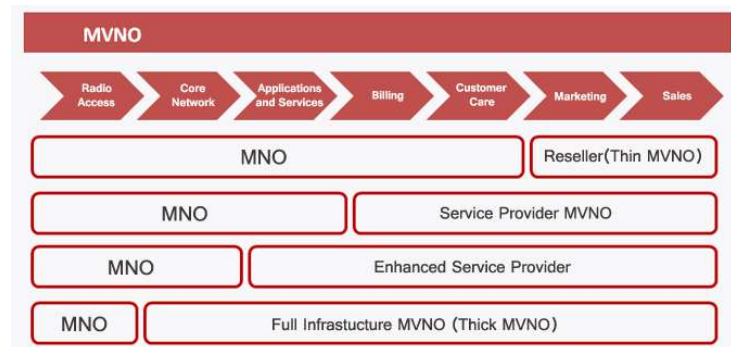 MVNO
Radio
Access
Core
Network
Applications
and Services
Billing
Customer
Care
Marketing
Sales
MNO
Reseller(Thin MVNO)
MNO
Service Provider MVNO
MNO
Enhanced Service Provider
MNO
Full Infrastucture MVNO (Thick MVNO)